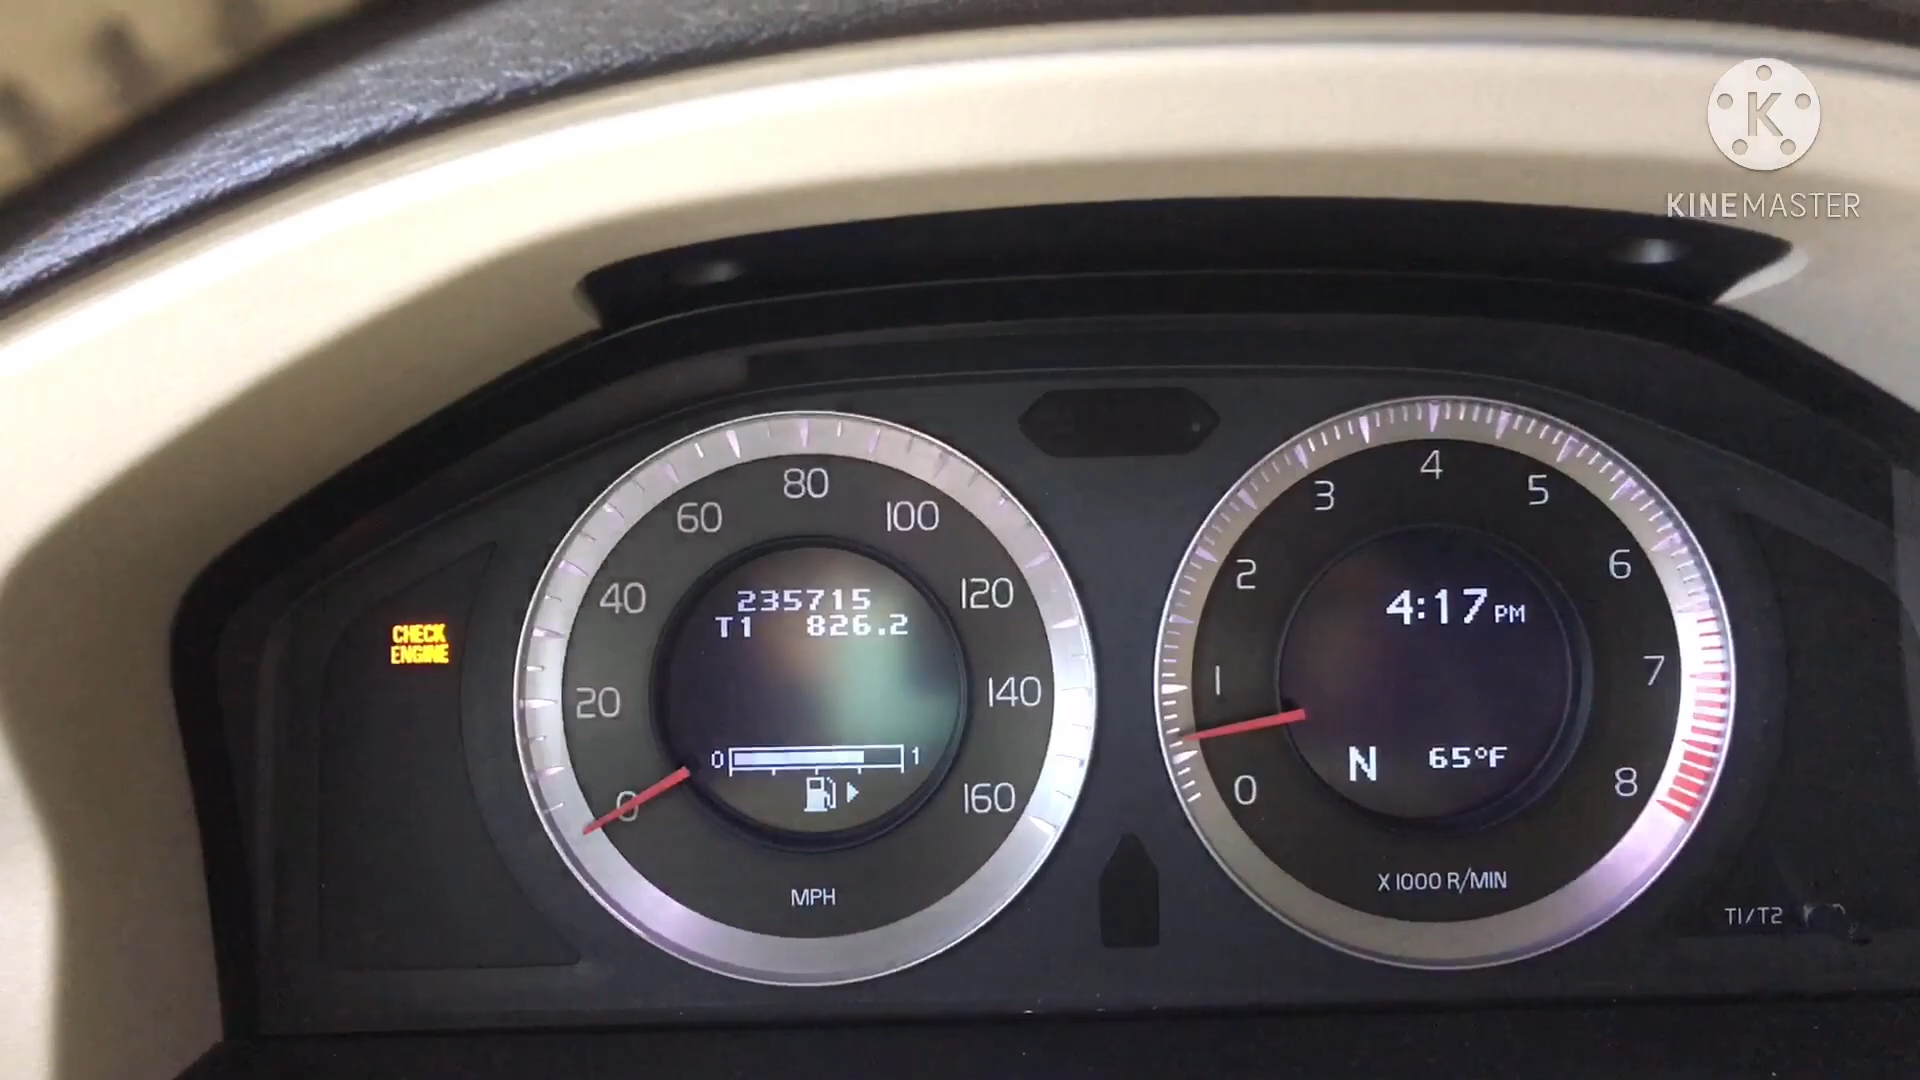 K
KINEMASTER
CHECK
ENGINE
0
20
40
60
80
100
120
140
160
MPH
235715
T1 826.2
0 1
0
1
2
3
4
5
6
7
8
X 1000 R/MIN
4:17 PM
N 65°F
T1/T2